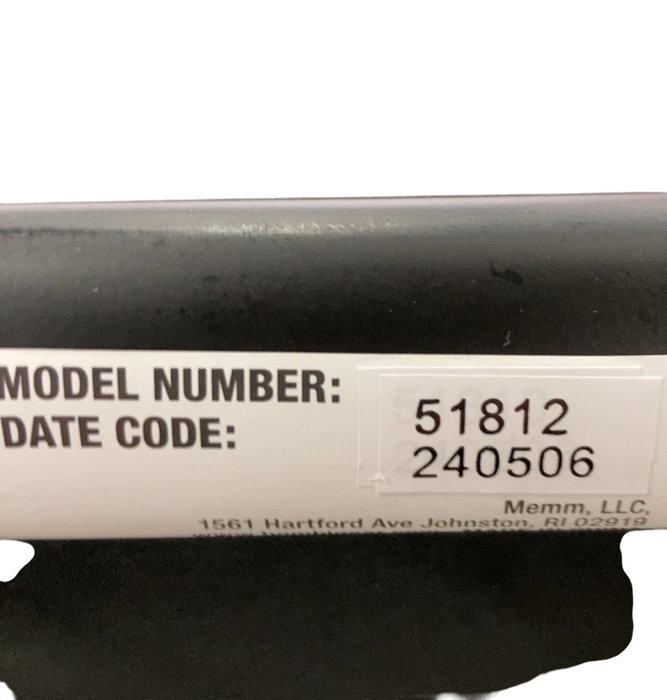 MODEL NUMBER: 51812
DATE CODE: 240506
Memm, LLC,
1561 Hartford Ave Johnston, RI 02919